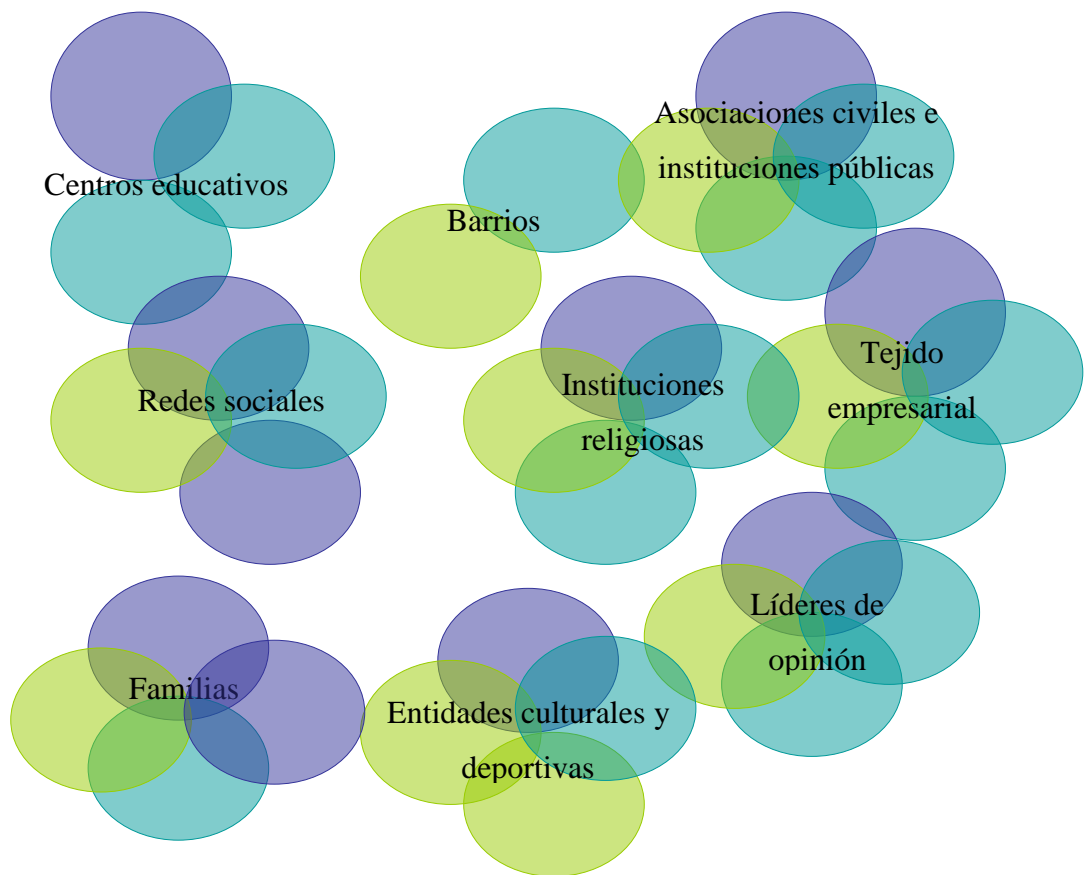 Asociaciones civiles e
instituciones públicas
Centros educativos
Barrios
Tejido
empresarial
Instituciones
religiosas
Redes sociales
Líderes de
opinión
Familias
Entidades culturales y
deportivas